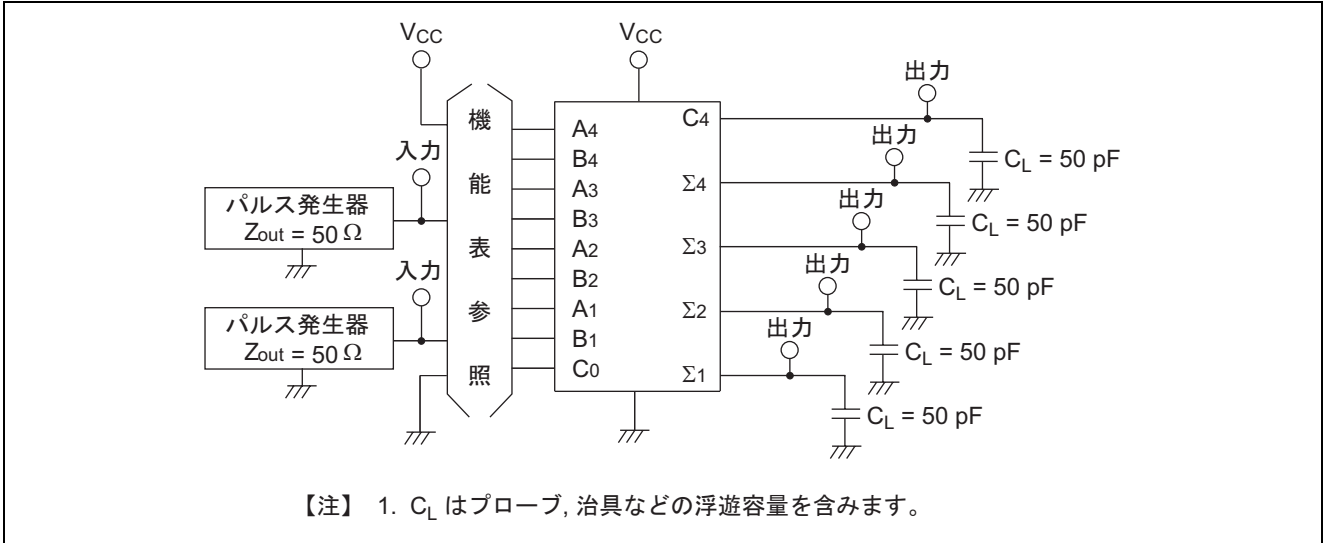 VCC
VCC
出力
出力
出力
出力
出力
入力
入力
パルス発生器
Zout = 50 Ω
パルス発生器
Zout = 50 Ω
機能表参照
A4
B4
A3
B3
A2
B2
A1
B1
C0
C4
Σ4
Σ3
Σ2
Σ1
CL = 50 pF
CL = 50 pF
CL = 50 pF
CL = 50 pF
CL = 50 pF
【注】 1. CL はプローブ, 治具などの浮遊容量を含みます。